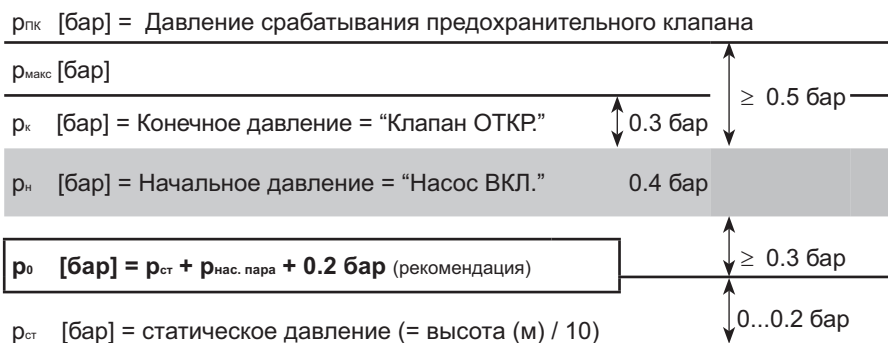 pпк [бар] = Давление срабатывания предохранительного клапана
pмакс [бар]
≥ 0.5 бар
pк [бар] = Конечное давление = “Клапан ОТКР.” 0.3 бар
pн [бар] = Начальное давление = “Насос ВКЛ.” 0.4 бар
p0 [бар] = pст + pнас. пара + 0.2 бар (рекомендация) ≥ 0.3 бар
pст [бар] = статическое давление (= высота (м) / 10) 0...0.2 бар